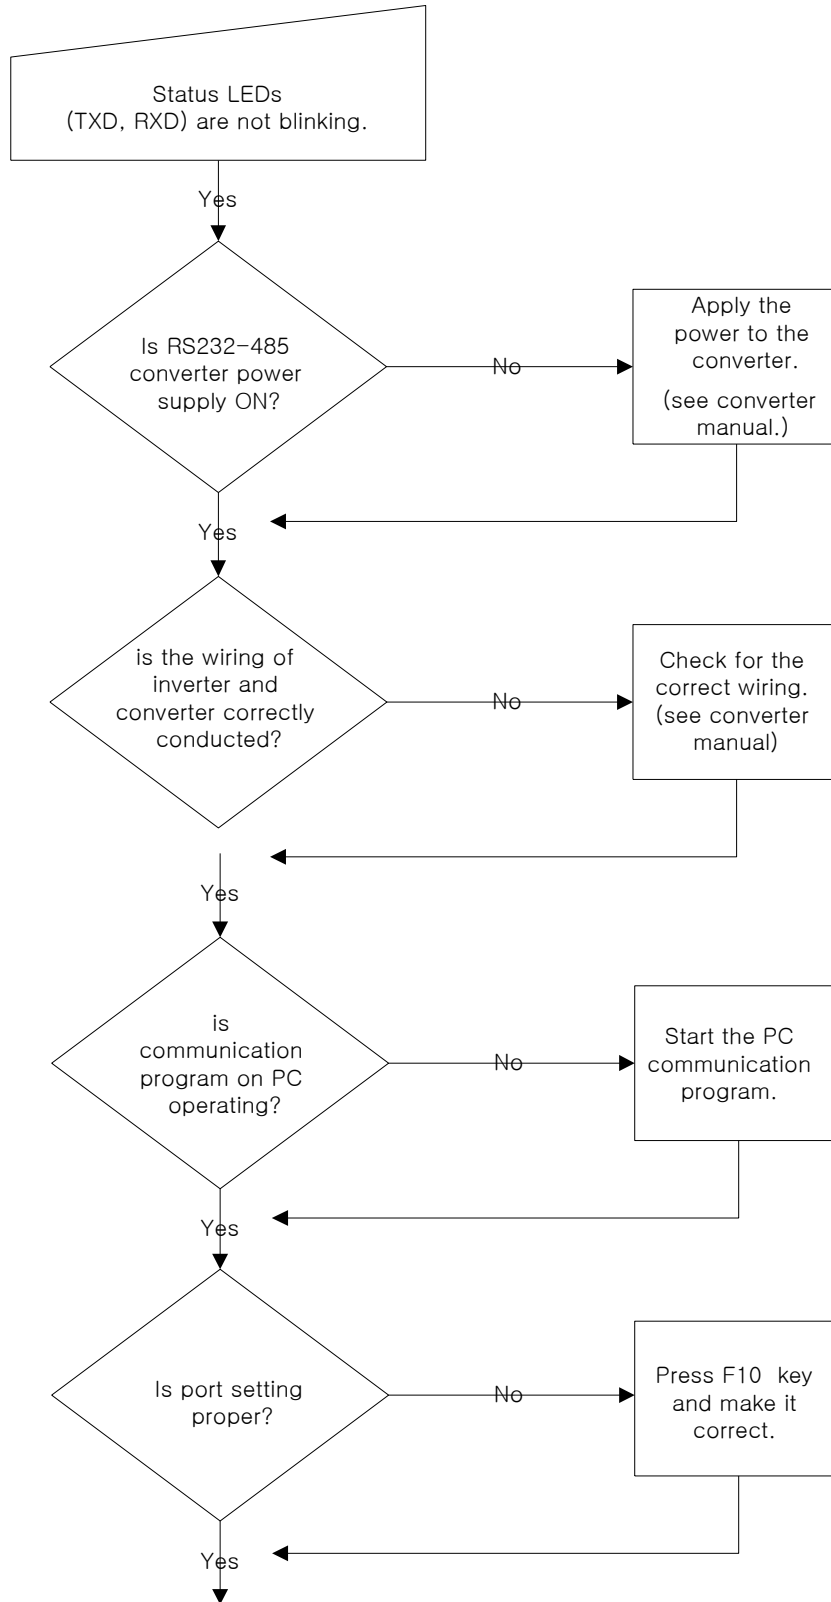 Status LEDs
(TXD, RXD) are not blinking.
Yes
Is RS232-485
converter power
supply ON?
No
Apply the
power to the
converter.
(see converter
manual.)
Yes
is the wiring of
inverter and
converter correctly
conducted?
No
Check for the
correct wiring.
(see converter
manual)
Yes
is
communication
program on PC
operating?
No
Start the PC
communication
program.
Yes
Is port setting
proper?
No
Press F10  key
and make it
correct.
Yes